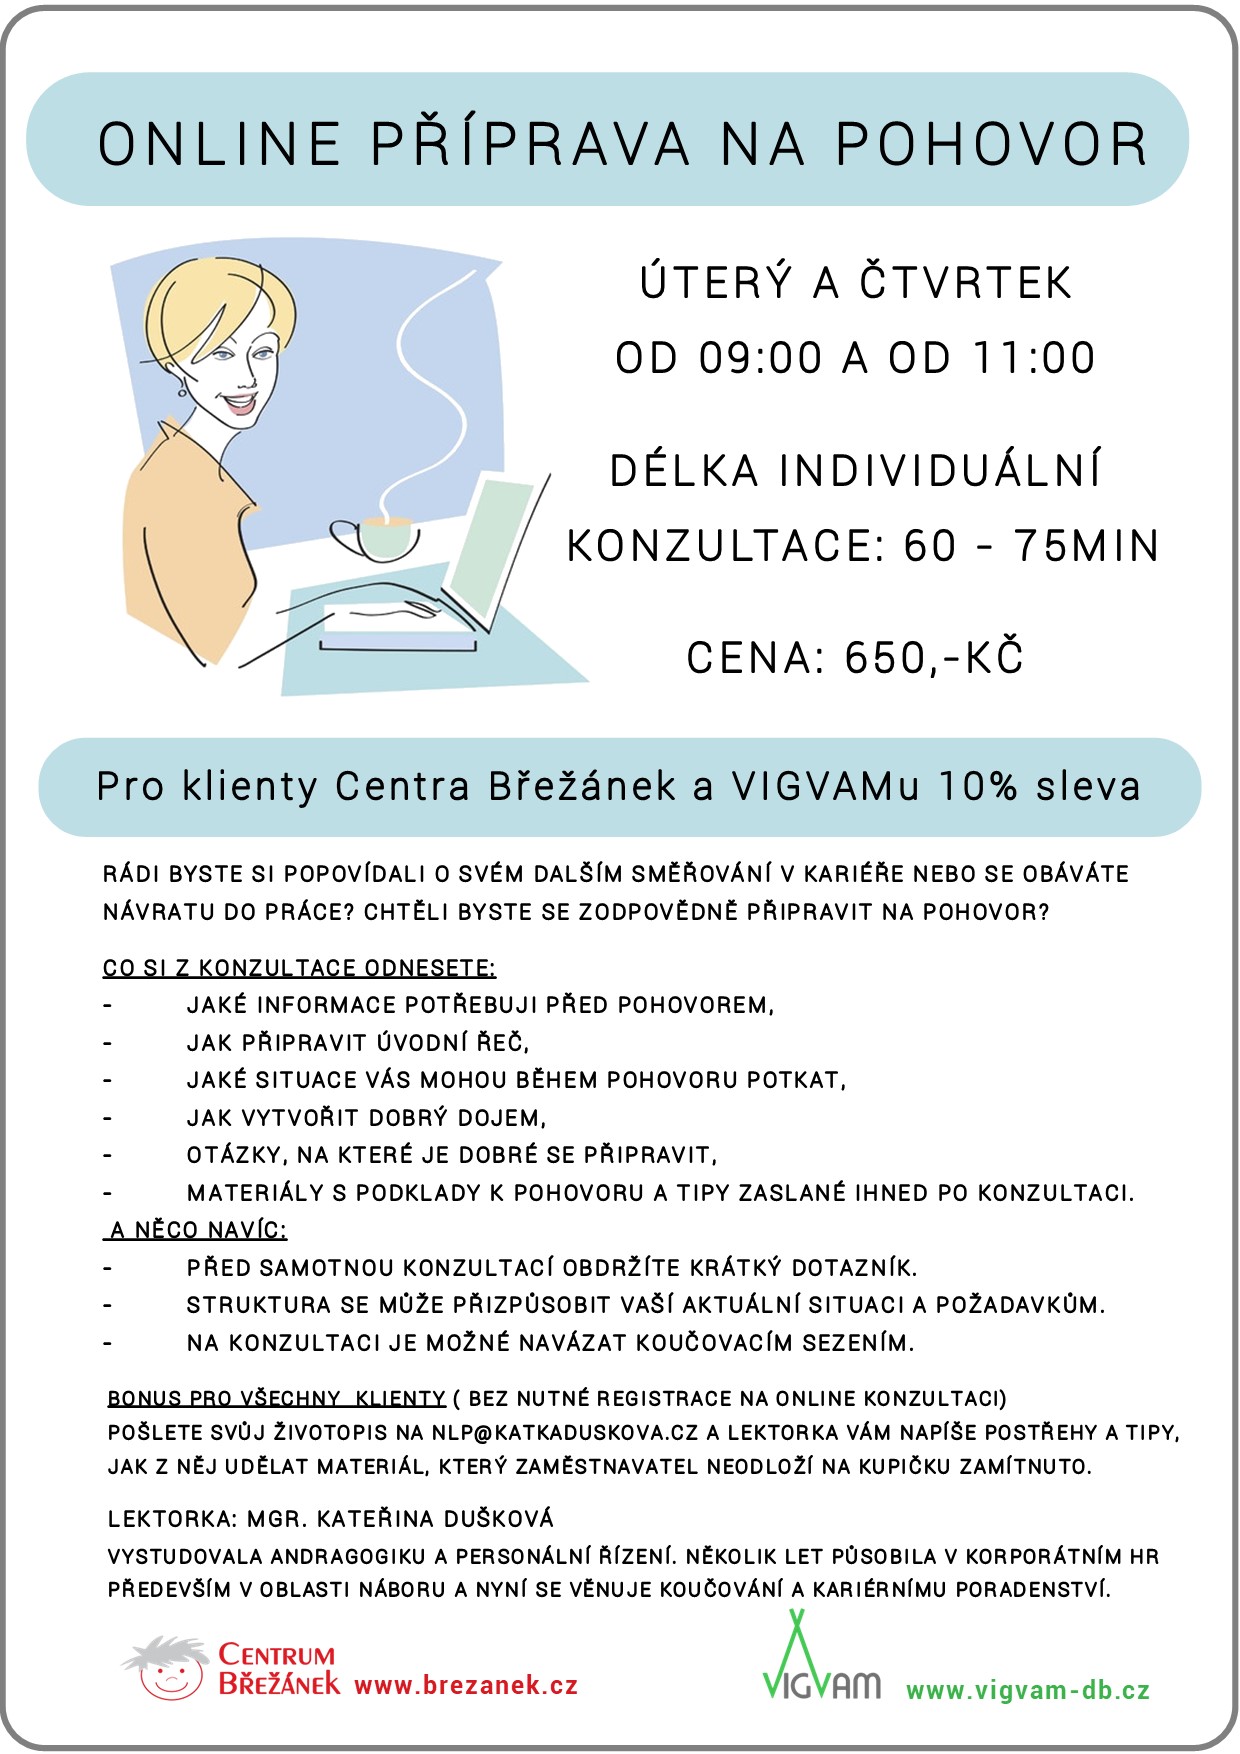 ONLINE PŘÍPRAVA NA POHOVOR
ÚTERÝ A ČTVRTEK
OD 09:00 A OD 11:00
DÉLKA INDIVIDUÁLNÍ
KONZULTACE: 60 - 75MIN
CENA: 650,-KČ
Pro klienty Centra Břežánek a VIGVAMu 10% sleva
RÁDI BYSTE SI POPOVÍDALI O SVÉM DALŠÍM SMĚŘOVÁNÍ V KARIÉŘE NEBO SE OBÁVÁTE
NÁVRATU DO PRÁCE? CHTĚLI BYSTE SE ZODPOVĚDNĚ PŘIPRAVIT NA POHOVOR?
CO SI Z KONZULTACE ODNESETE:
- JAKÉ INFORMACE POTŘEBUJI PŘED POHOVOREM,
- JAK PŘIPRAVIT ÚVODNÍ ŘEČ,
- JAKÉ SITUACE VÁS MOHOU BĚHEM POHOVORU POTKAT,
- JAK VYTVOŘIT DOBRÝ DOJEM,
- OTÁZKY, NA KTERÉ JE DOBRÉ SE PŘIPRAVIT,
- MATERIÁLY S PODKLADY K POHOVORU A TIPY ZASLANÉ IHNED PO KONZULTACI.
A NĚCO NAVÍC:
- PŘED SAMOTNOU KONZULTACÍ OBDRŽÍTE KRÁTKÝ DOTAZNÍK.
- STRUKTURA SE MŮŽE PŘIZPŮSOBIT VAŠÍ AKTUÁLNÍ SITUACI A POŽADAVKŮM.
- NA KONZULTACI JE MOŽNÉ NAVÁZAT KOUČOVACÍM SEZENÍM.
BONUS PRO VŠECHNY KLIENTY ( BEZ NUTNÉ REGISTRACE NA ONLINE KONZULTACI)
POŠLETE SVŮJ ŽIVOTOPIS NA NLP@KATKADUSKOVA.CZ A LEKTORKA VÁM NAPÍŠE POSTŘEHY A TIPY,
JAK Z NĚJ UDĚLAT MATERIÁL, KTERÝ ZAMĚSTNAVATEL NEODLOŽÍ NA KUPIČKU ZAMÍTNUTO.
LEKTORKA: MGR. KATEŘINA DUŠKOVÁ
VYSTUDOVALA ANDRAGOGIKU A PERSONÁLNÍ ŘÍZENÍ. NĚKOLIK LET PŮSOBILA V KORPORÁTNÍM HR
PŘEDEVŠÍM V OBLASTI NÁBORU A NYNÍ SE VĚNUJE KOUČOVÁNÍ A KARIÉRNÍMU PORADENSTVÍ.
CENTRUM
BŘEŽÁNEK www.brezanek.cz
VIGVAM www.vigvam-db.cz